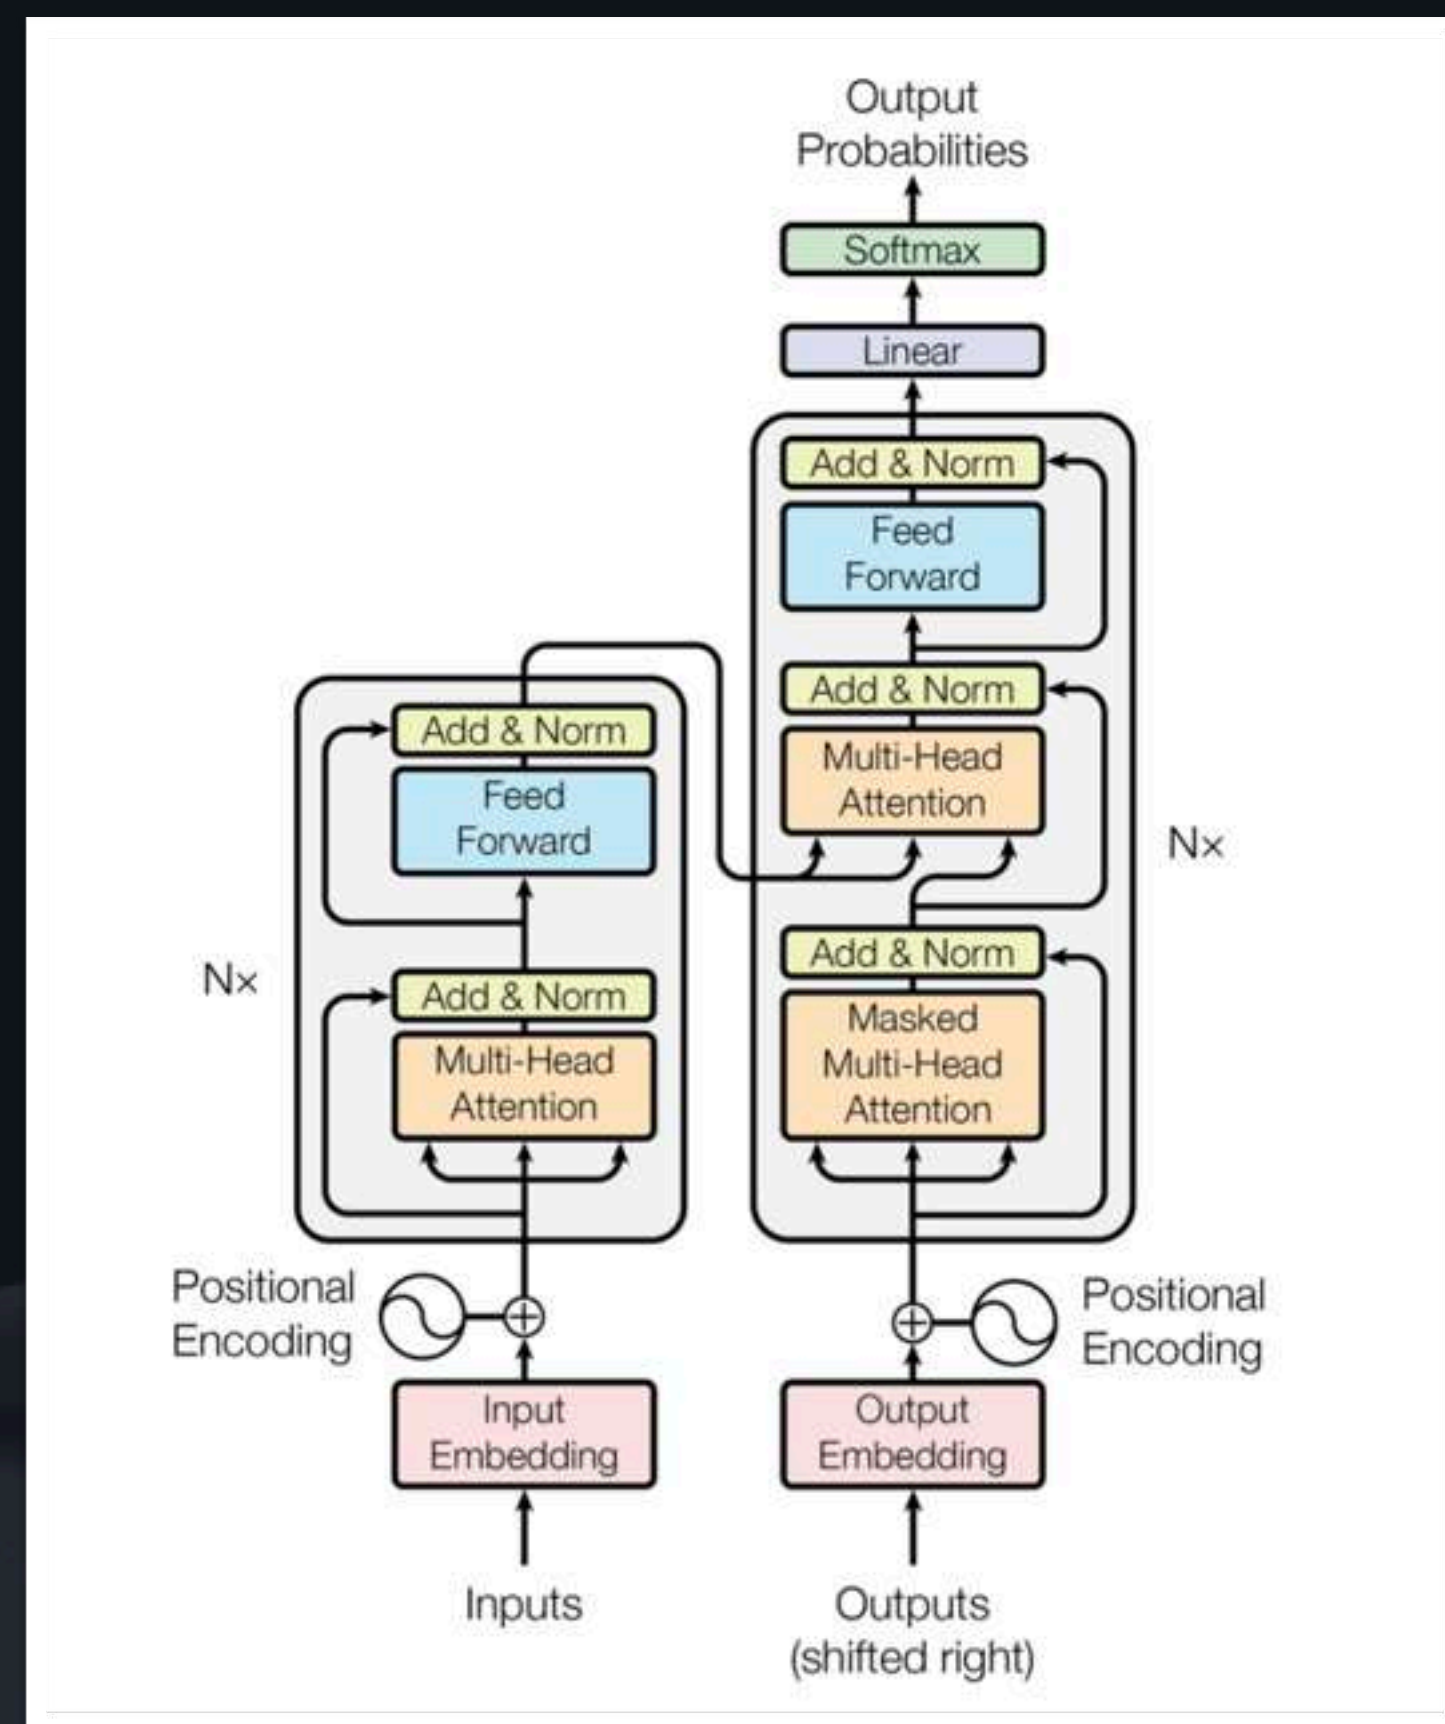 Output
Probabilities
Softmax
Linear
Add & Norm
Feed
Forward
Add & Norm
Multi-Head
Attention
Nx
Add & Norm
Masked
Multi-Head
Attention
Add & Norm
Feed
Forward
Nx
Add & Norm
Multi-Head
Attention
Positional
Encoding
Positional
Encoding
Input
Embedding
Output
Embedding
Inputs
Outputs
(shifted right)